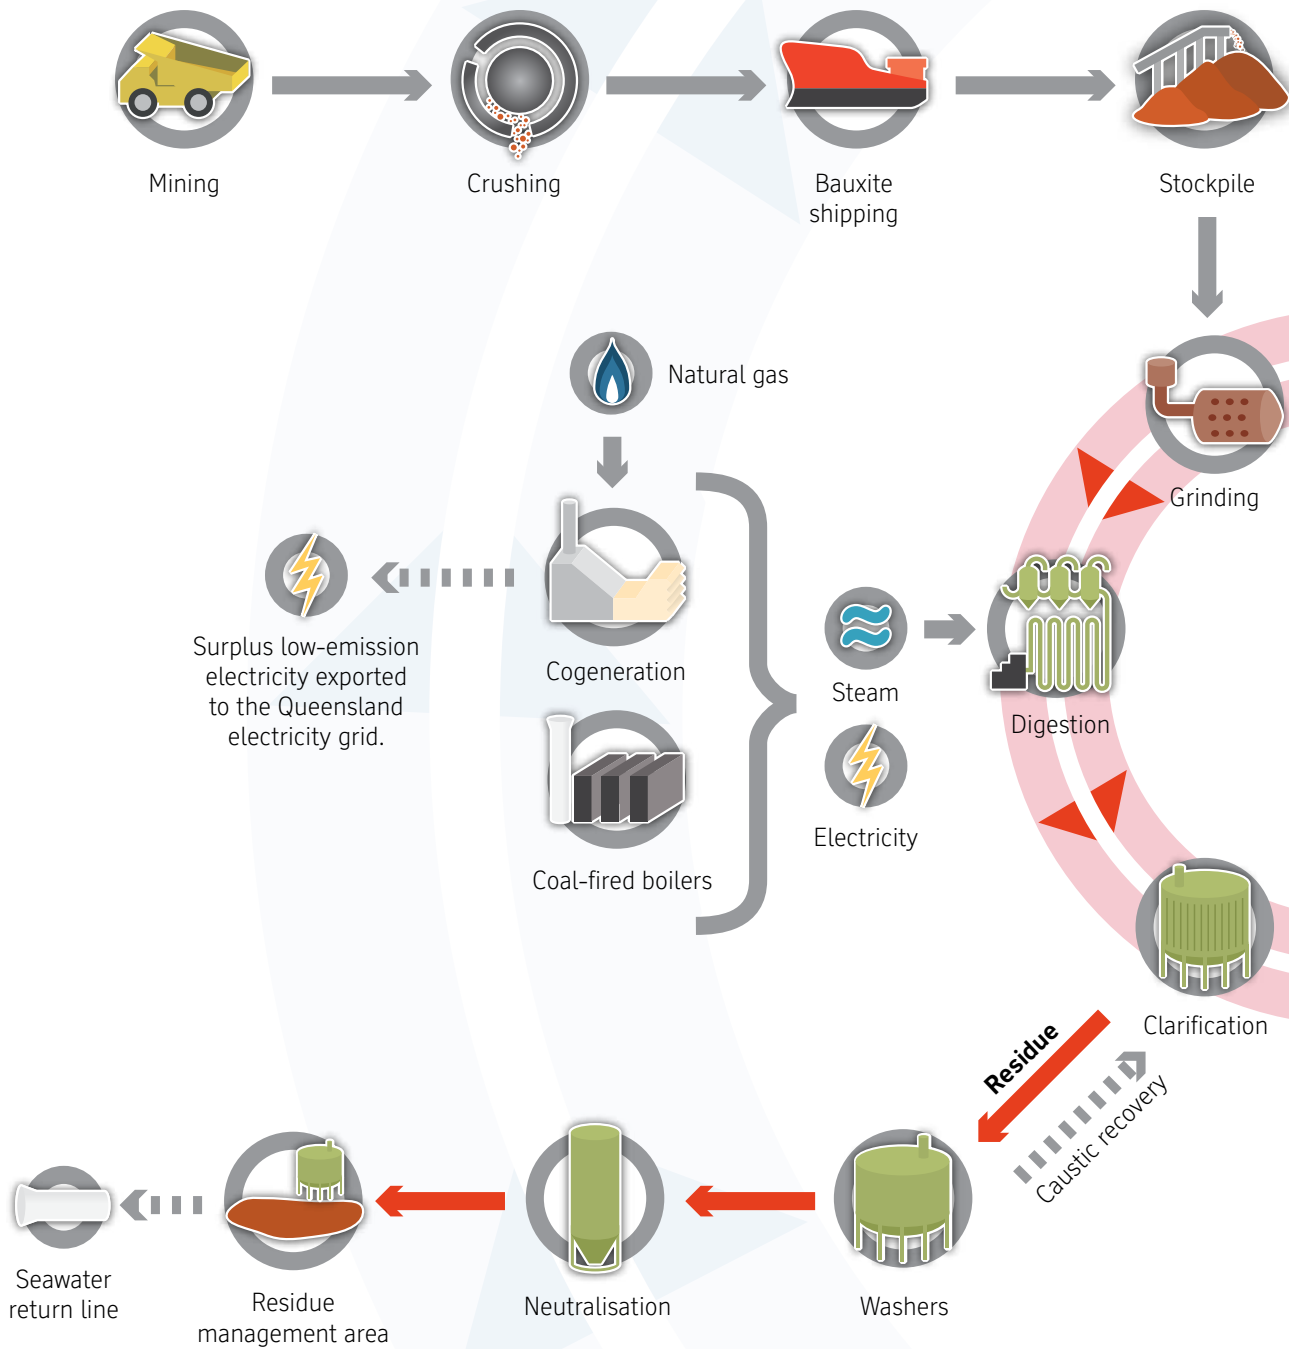 Mining
Crushing
Bauxite
shipping
Stockpile
Natural gas
Grinding
Surplus low-emission
electricity exported
to the Queensland
electricity grid.
Cogeneration
Steam
Digestion
Electricity
Coal-fired boilers
Clarification
Residue
Caustic recovery
Seawater
return line
Residue
management area
Neutralisation
Washers